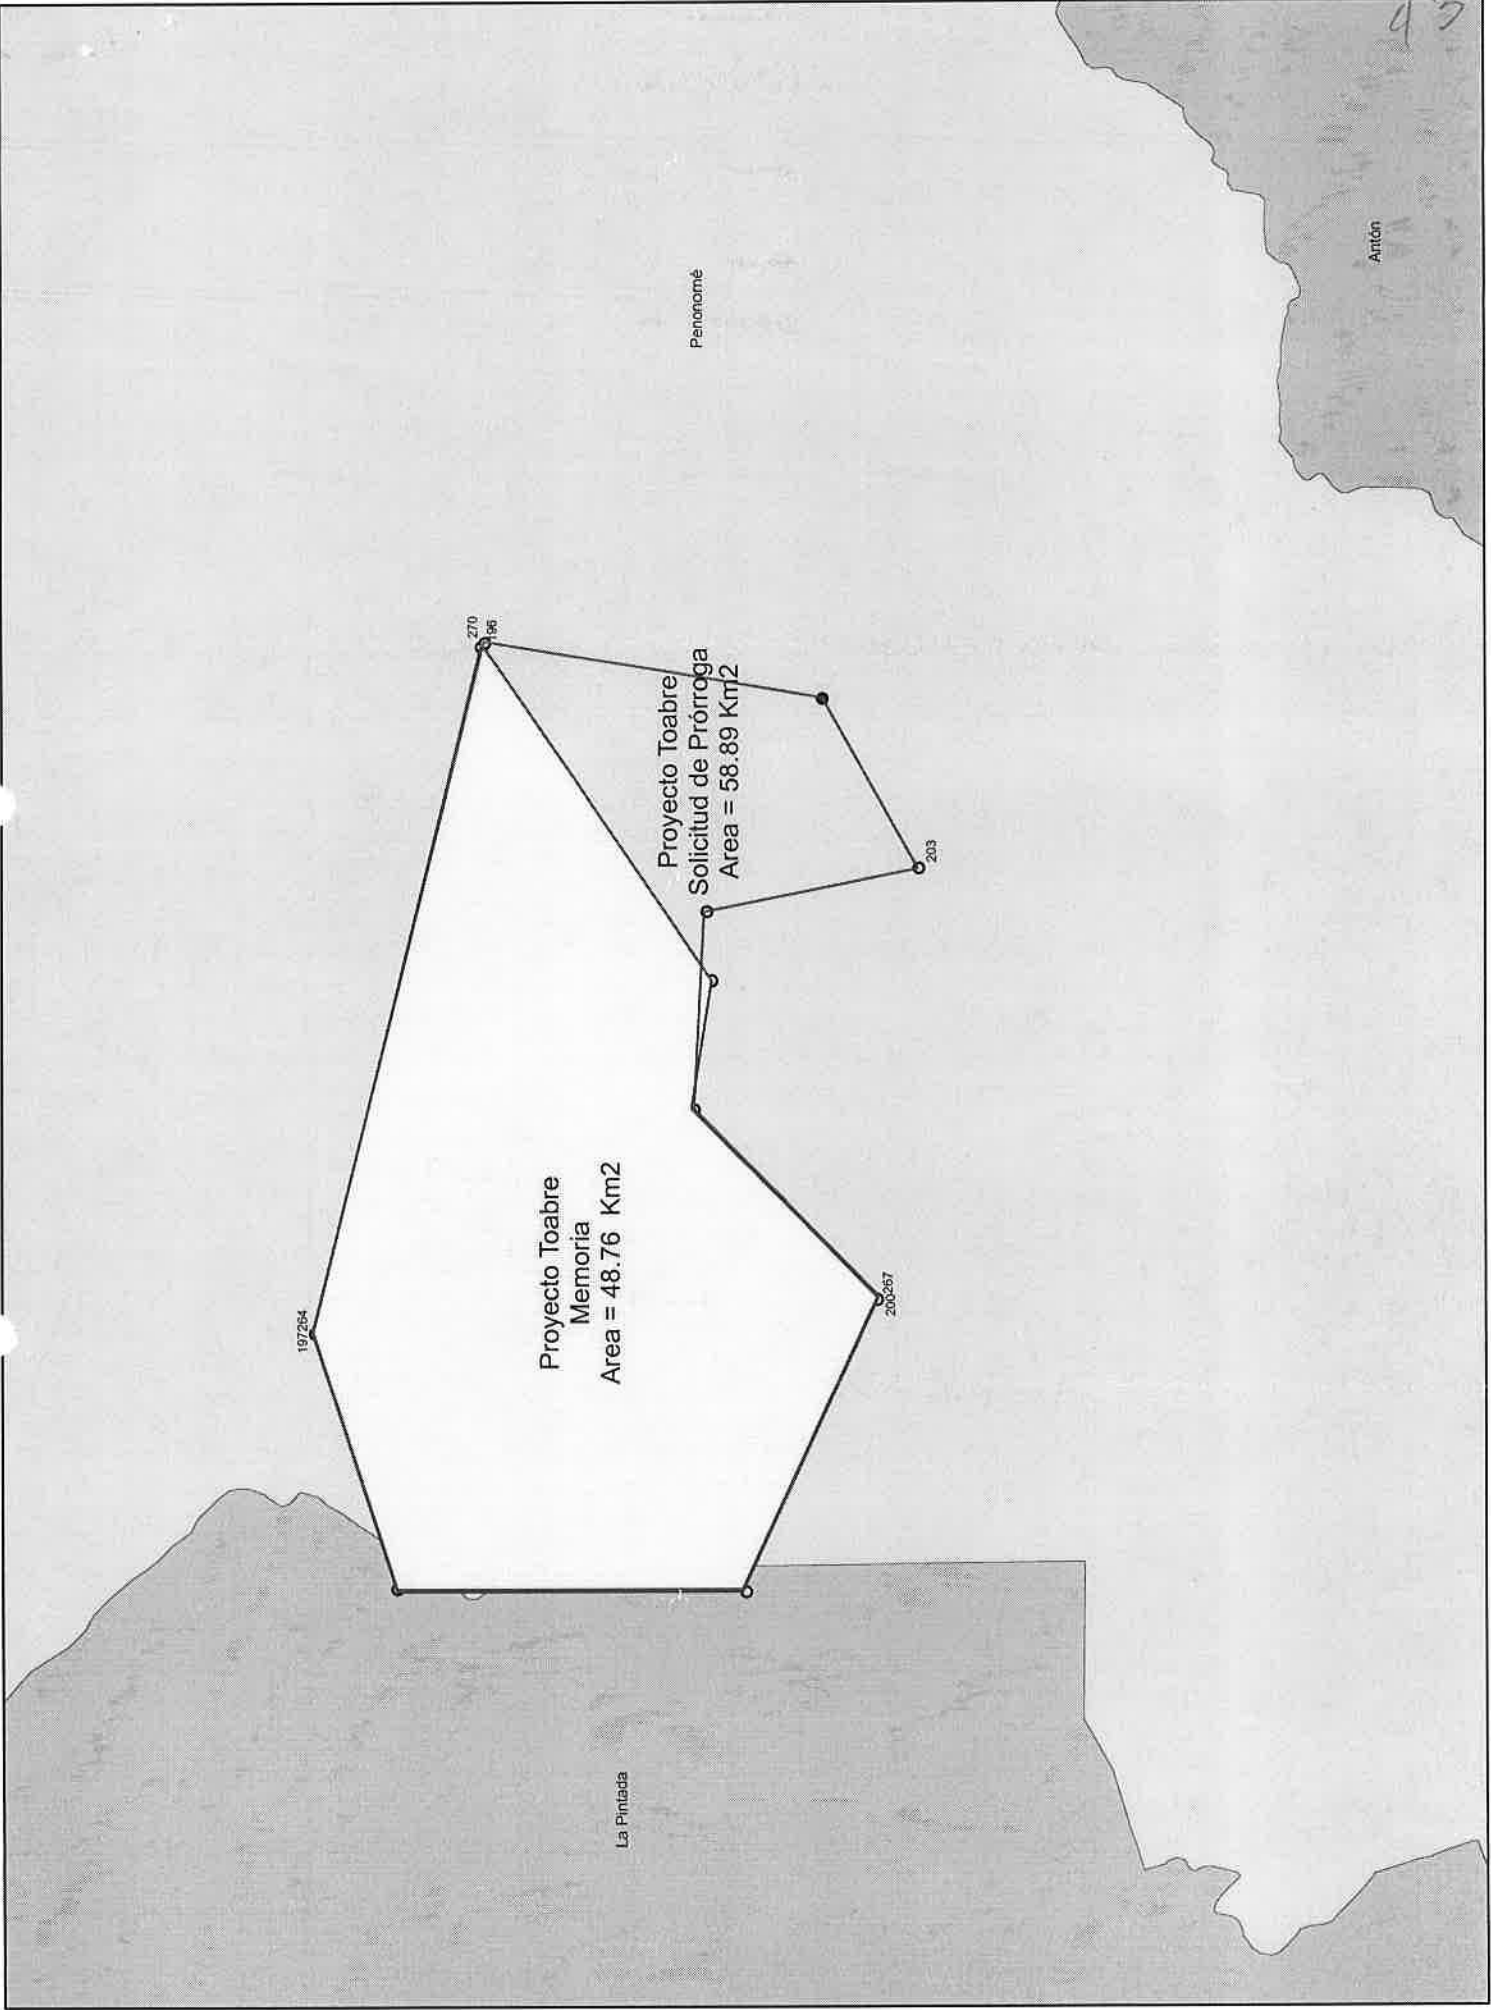 197264
270
196
Proyecto Toabre
Memoria
Area = 48.76 Km2
Proyecto Toabre
Solicitud de Prórroga
Area = 58.89 Km2
200267
203
La Pintada
Penonomé
Antón